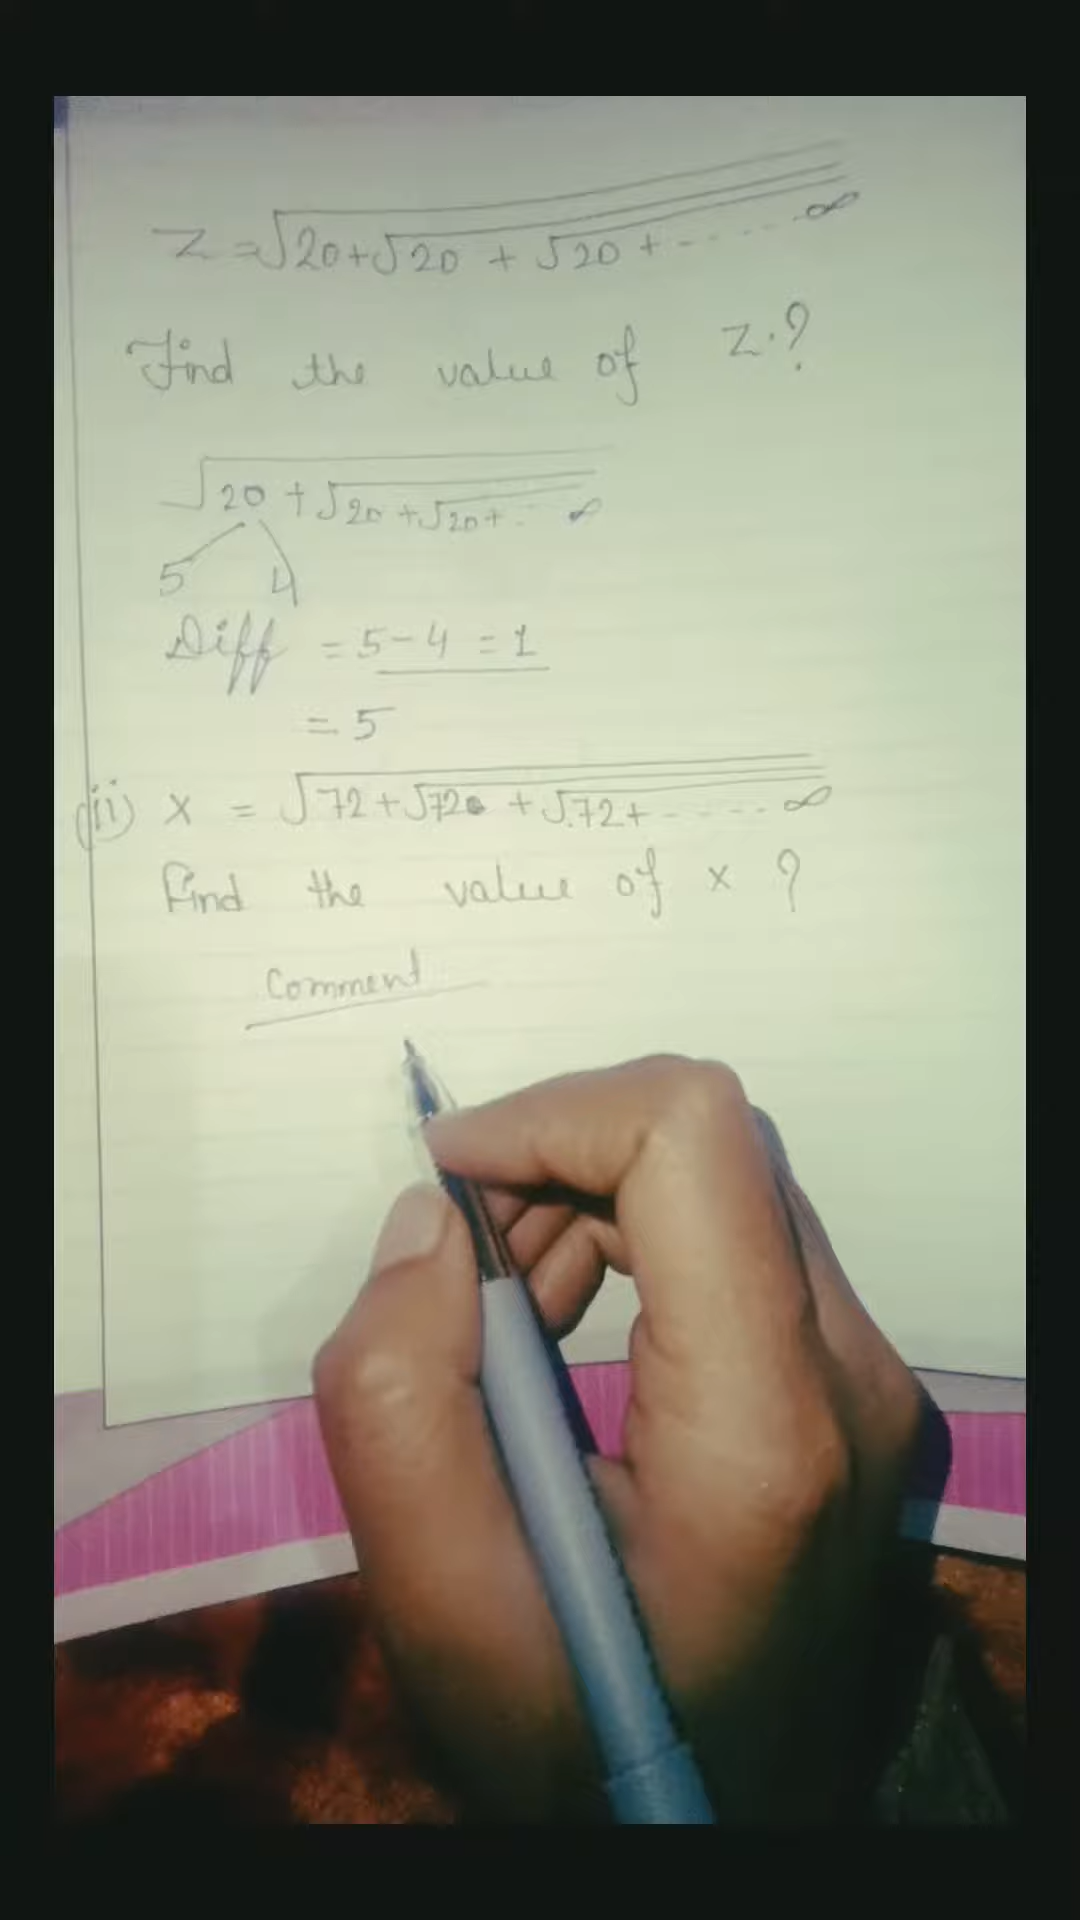 Z = √20+√20 + √20 + - - - - - ∞
Find the value of Z.?
√20 + √20 + √20 + - - ∞
5 4
Diff = 5-4 = 1
= 5
(ii) x = √72 + √72 + √72 + - - - - - ∞
Find the value of x ?
Comment